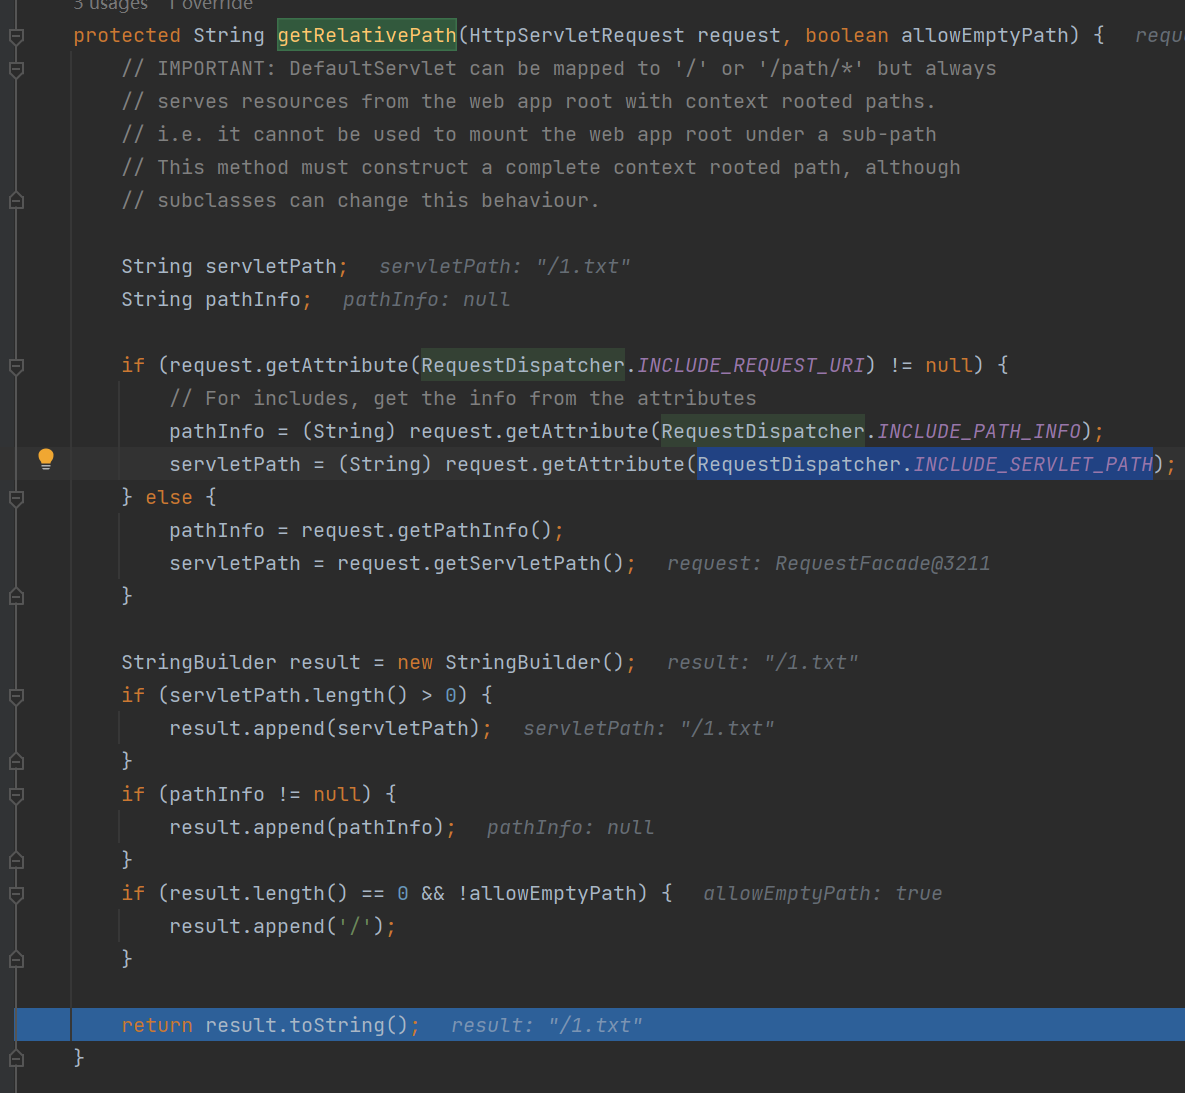 3 usages 1 override
protected String getRelativePath(HttpServletRequest request, boolean allowEmptyPath) {
// IMPORTANT: DefaultServlet can be mapped to '/' or '/path/*' but always
// serves resources from the web app root with context rooted paths.
// i.e. it cannot be used to mount the web app root under a sub-path
// This method must construct a complete context rooted path, although
// subclasses can change this behaviour.
String servletPath; servletPath: "/1.txt"
String pathInfo; pathInfo: null
if (request.getAttribute(RequestDispatcher.INCLUDE_REQUEST_URI) != null) {
// For includes, get the info from the attributes
pathInfo = (String) request.getAttribute(RequestDispatcher.INCLUDE_PATH_INFO);
servletPath = (String) request.getAttribute(RequestDispatcher.INCLUDE_SERVLET_PATH);
} else {
pathInfo = request.getPathInfo();
servletPath = request.getServletPath(); request: RequestFacade@3211
}
StringBuilder result = new StringBuilder(); result: "/1.txt"
if (servletPath.length() > 0) {
result.append(servletPath); servletPath: "/1.txt"
}
if (pathInfo != null) {
result.append(pathInfo); pathInfo: null
}
if (result.length() == 0 && !allowEmptyPath) { allowEmptyPath: true
result.append('/');
}
return result.toString(); result: "/1.txt"
}